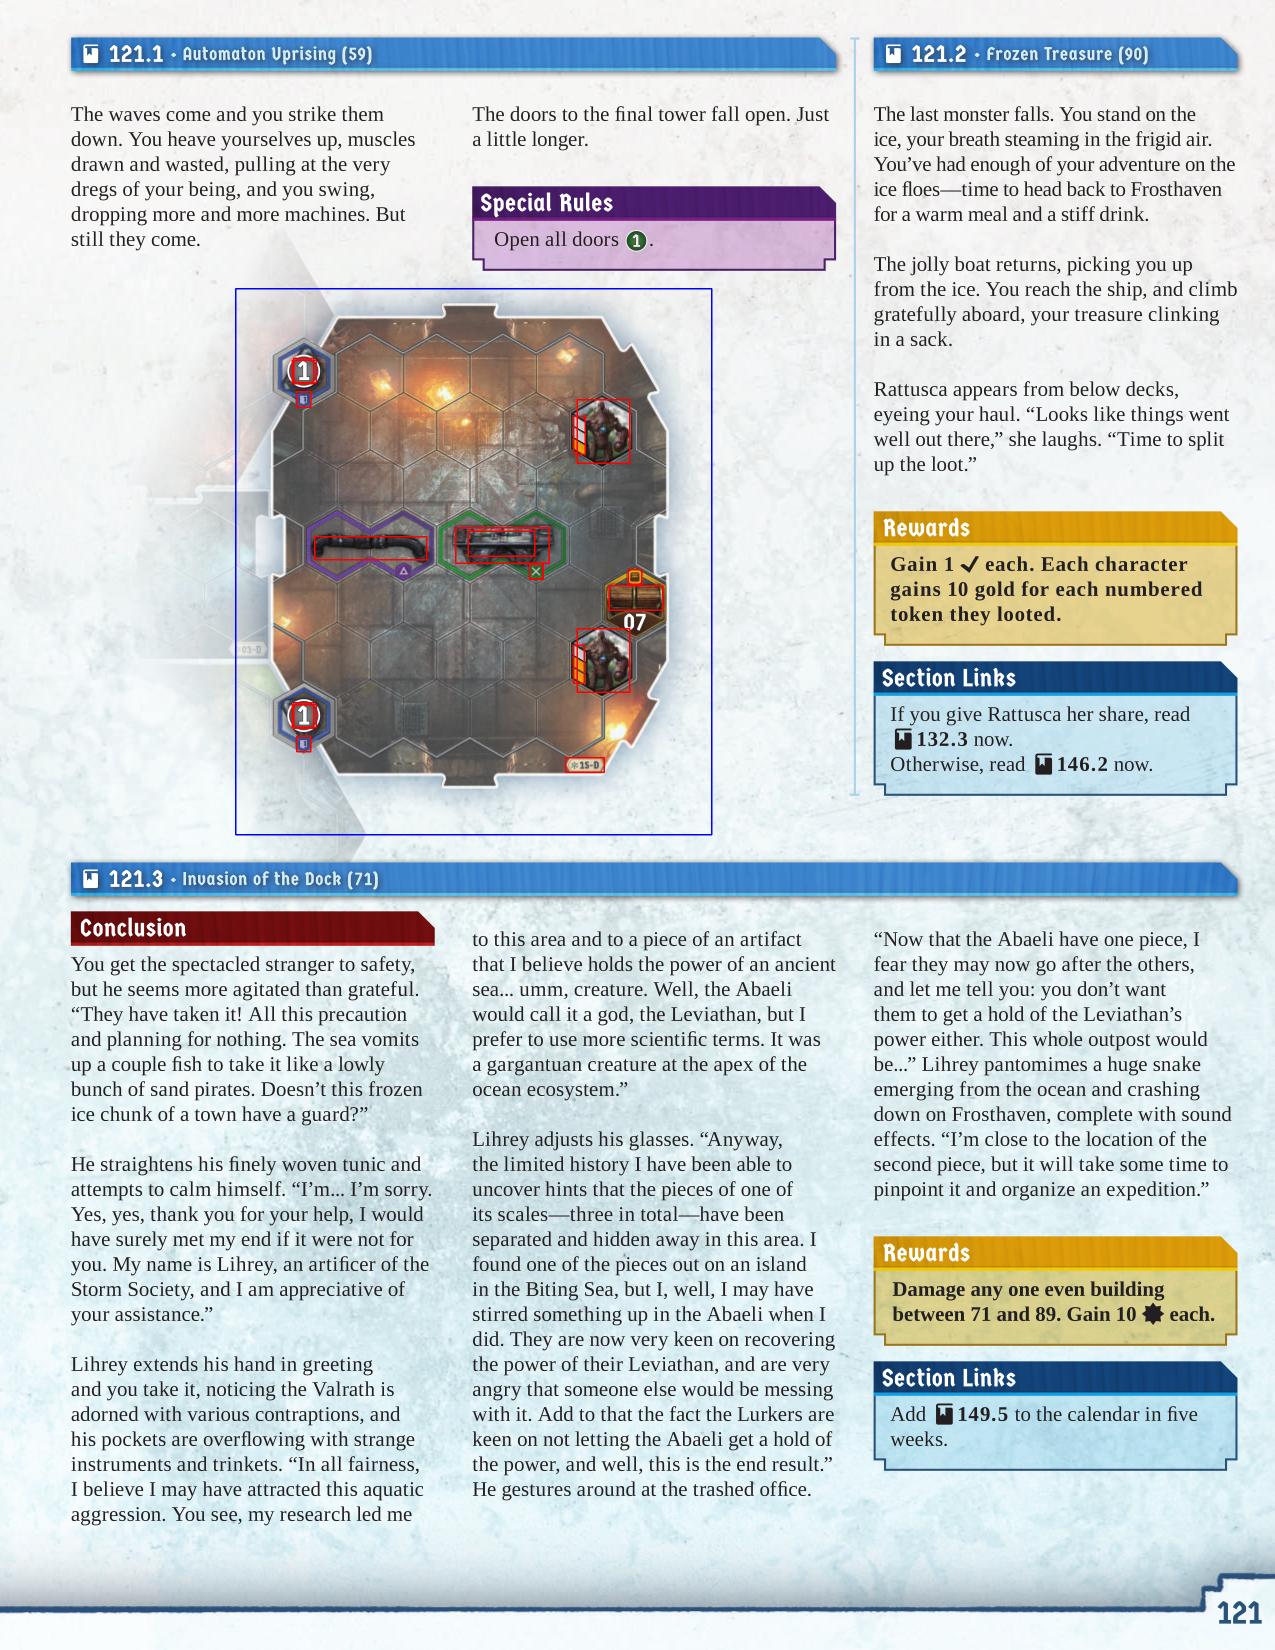 121.1 • Automaton Uprising (59)
The waves come and you strike them
down. You heave yourselves up, muscles
drawn and wasted, pulling at the very
dregs of your being, and you swing,
dropping more and more machines. But
still they come.
The doors to the final tower fall open. Just
a little longer.
Special Rules
Open all doors 1.
1
07
1
03-D
15-D
121.2 • Frozen Treasure (90)
The last monster falls. You stand on the
ice, your breath steaming in the frigid air.
You’ve had enough of your adventure on the
ice floes—time to head back to Frosthaven
for a warm meal and a stiff drink.
The jolly boat returns, picking you up
from the ice. You reach the ship, and climb
gratefully aboard, your treasure clinking
in a sack.
Rattusca appears from below decks,
eyeing your haul. “Looks like things went
well out there,” she laughs. “Time to split
up the loot.”
Rewards
Gain 1 ✔ each. Each character
gains 10 gold for each numbered
token they looted.
Section Links
If you give Rattusca her share, read
132.3 now.
Otherwise, read 146.2 now.
121.3 • Invasion of the Dock (71)
Conclusion
You get the spectacled stranger to safety,
but he seems more agitated than grateful.
“They have taken it! All this precaution
and planning for nothing. The sea vomits
up a couple fish to take it like a lowly
bunch of sand pirates. Doesn’t this frozen
ice chunk of a town have a guard?”
He straightens his finely woven tunic and
attempts to calm himself. “I’m... I’m sorry.
Yes, yes, thank you for your help, I would
have surely met my end if it were not for
you. My name is Lihrey, an artificer of the
Storm Society, and I am appreciative of
your assistance.”
Lihrey extends his hand in greeting
and you take it, noticing the Valrath is
adorned with various contraptions, and
his pockets are overflowing with strange
instruments and trinkets. “In all fairness,
I believe I may have attracted this aquatic
aggression. You see, my research led me
to this area and to a piece of an artifact
that I believe holds the power of an ancient
sea... umm, creature. Well, the Abaeli
would call it a god, the Leviathan, but I
prefer to use more scientific terms. It was
a gargantuan creature at the apex of the
ocean ecosystem.”
Lihrey adjusts his glasses. “Anyway,
the limited history I have been able to
uncover hints that the pieces of one of
its scales—three in total—have been
separated and hidden away in this area. I
found one of the pieces out on an island
in the Biting Sea, but I, well, I may have
stirred something up in the Abaeli when I
did. They are now very keen on recovering
the power of their Leviathan, and are very
angry that someone else would be messing
with it. Add to that the fact the Lurkers are
keen on not letting the Abaeli get a hold of
the power, and well, this is the end result.”
He gestures around at the trashed office.
“Now that the Abaeli have one piece, I
fear they may now go after the others,
and let me tell you: you don’t want
them to get a hold of the Leviathan’s
power either. This whole outpost would
be...” Lihrey pantomimes a huge snake
emerging from the ocean and crashing
down on Frosthaven, complete with sound
effects. “I’m close to the location of the
second piece, but it will take some time to
pinpoint it and organize an expedition.”
Rewards
Damage any one even building
between 71 and 89. Gain 10 each.
Section Links
Add 149.5 to the calendar in five
weeks.
121